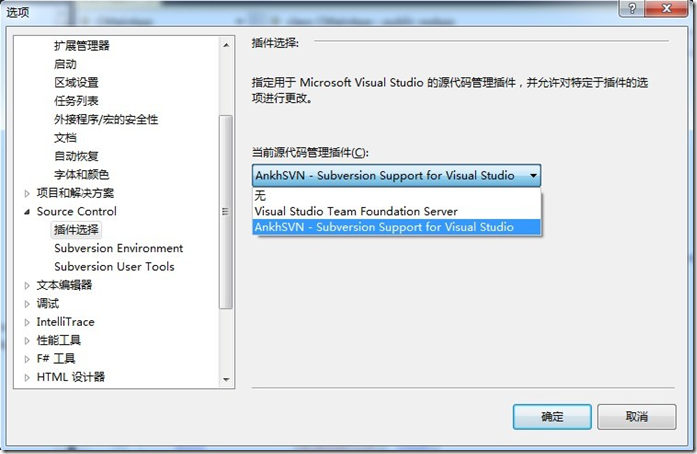 选项
扩展管理器
启动
区域设置
任务列表
外接程序/宏的安全性
文档
自动恢复
字体和颜色
项目和解决方案
Source Control
插件选择
Subversion Environment
Subversion User Tools
文本编辑器
调试
IntelliTrace
性能工具
F# 工具
HTML 设计器
插件选择:
指定用于 Microsoft Visual Studio 的源代码管理插件，并允许对特定于插件的选
项进行更改。
当前源代码管理插件(C):
AnkhSVN - Subversion Support for Visual Studio
无
Visual Studio Team Foundation Server
AnkhSVN - Subversion Support for Visual Studio
确定
取消